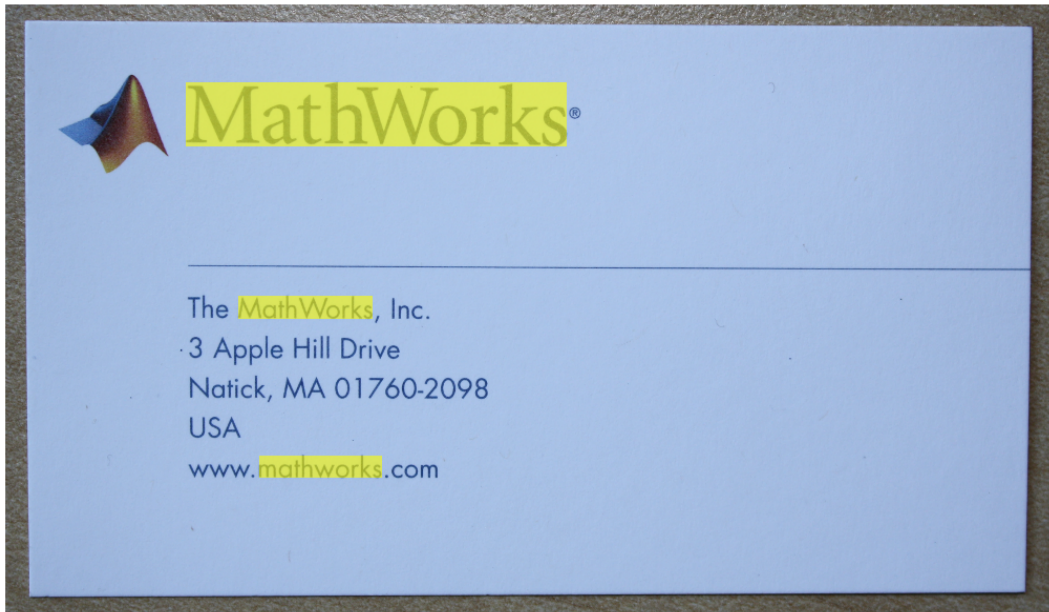 MathWorks®
The MathWorks, Inc.
3 Apple Hill Drive
Natick, MA 01760-2098
USA
www.mathworks.com